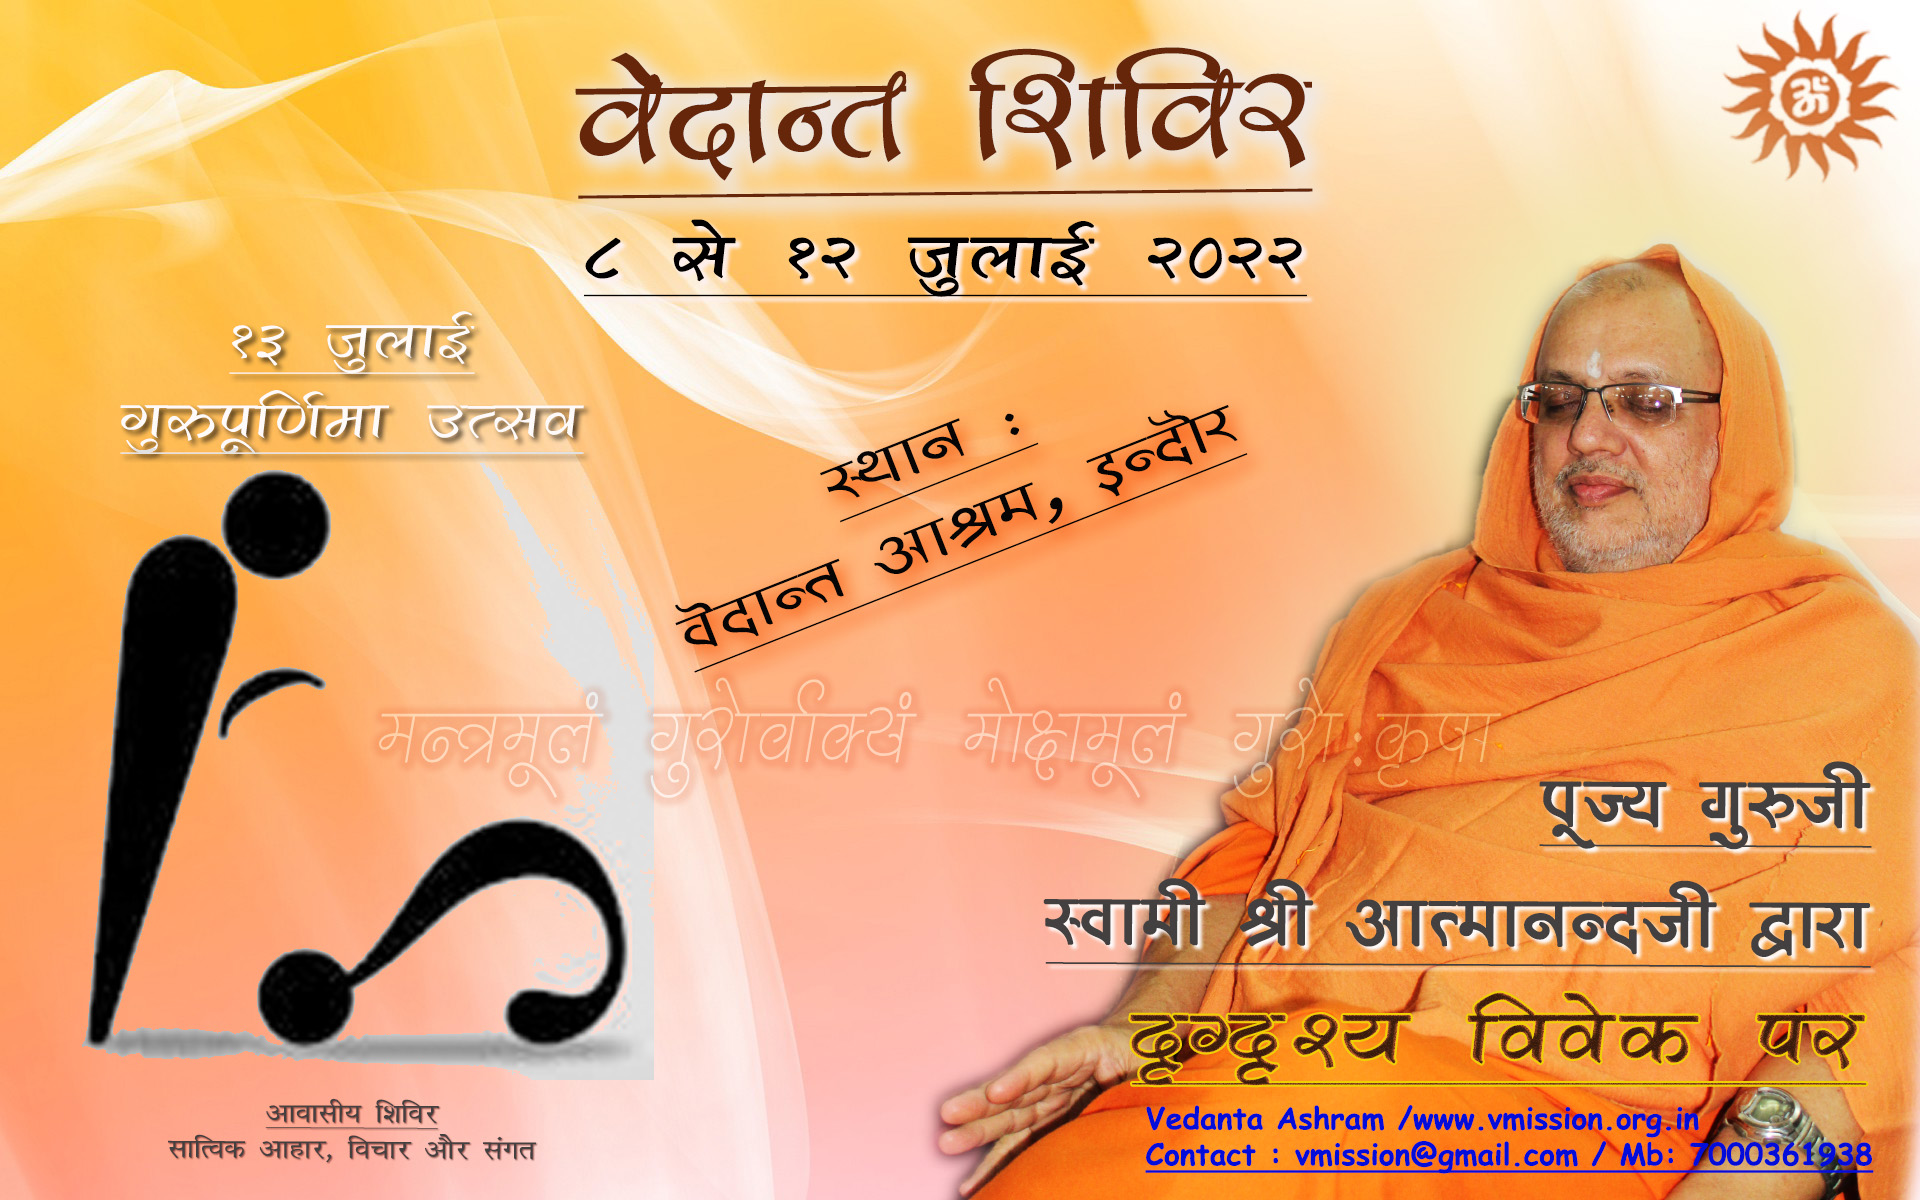 वेदान्त शिविर
ॐ
८ से १२ जुलाई २०२२
१३ जुलाई
गुरुपूर्णिमा उत्सव
स्थान :
वेदान्त आश्रम, इन्दौर
मन्त्रमूलं गुरोर्वाक्यं मोक्षमूलं गुरो:कृपा
पूज्य गुरुजी
स्वामी श्री आत्मानन्दजी द्वारा
दृग्दृश्य विवेक पर
Vedanta Ashram /www.vmission.org.in
Contact : vmission@gmail.com / Mb: 7000361938
आवासीय शिविर
सात्विक आहार, विचार और संगत